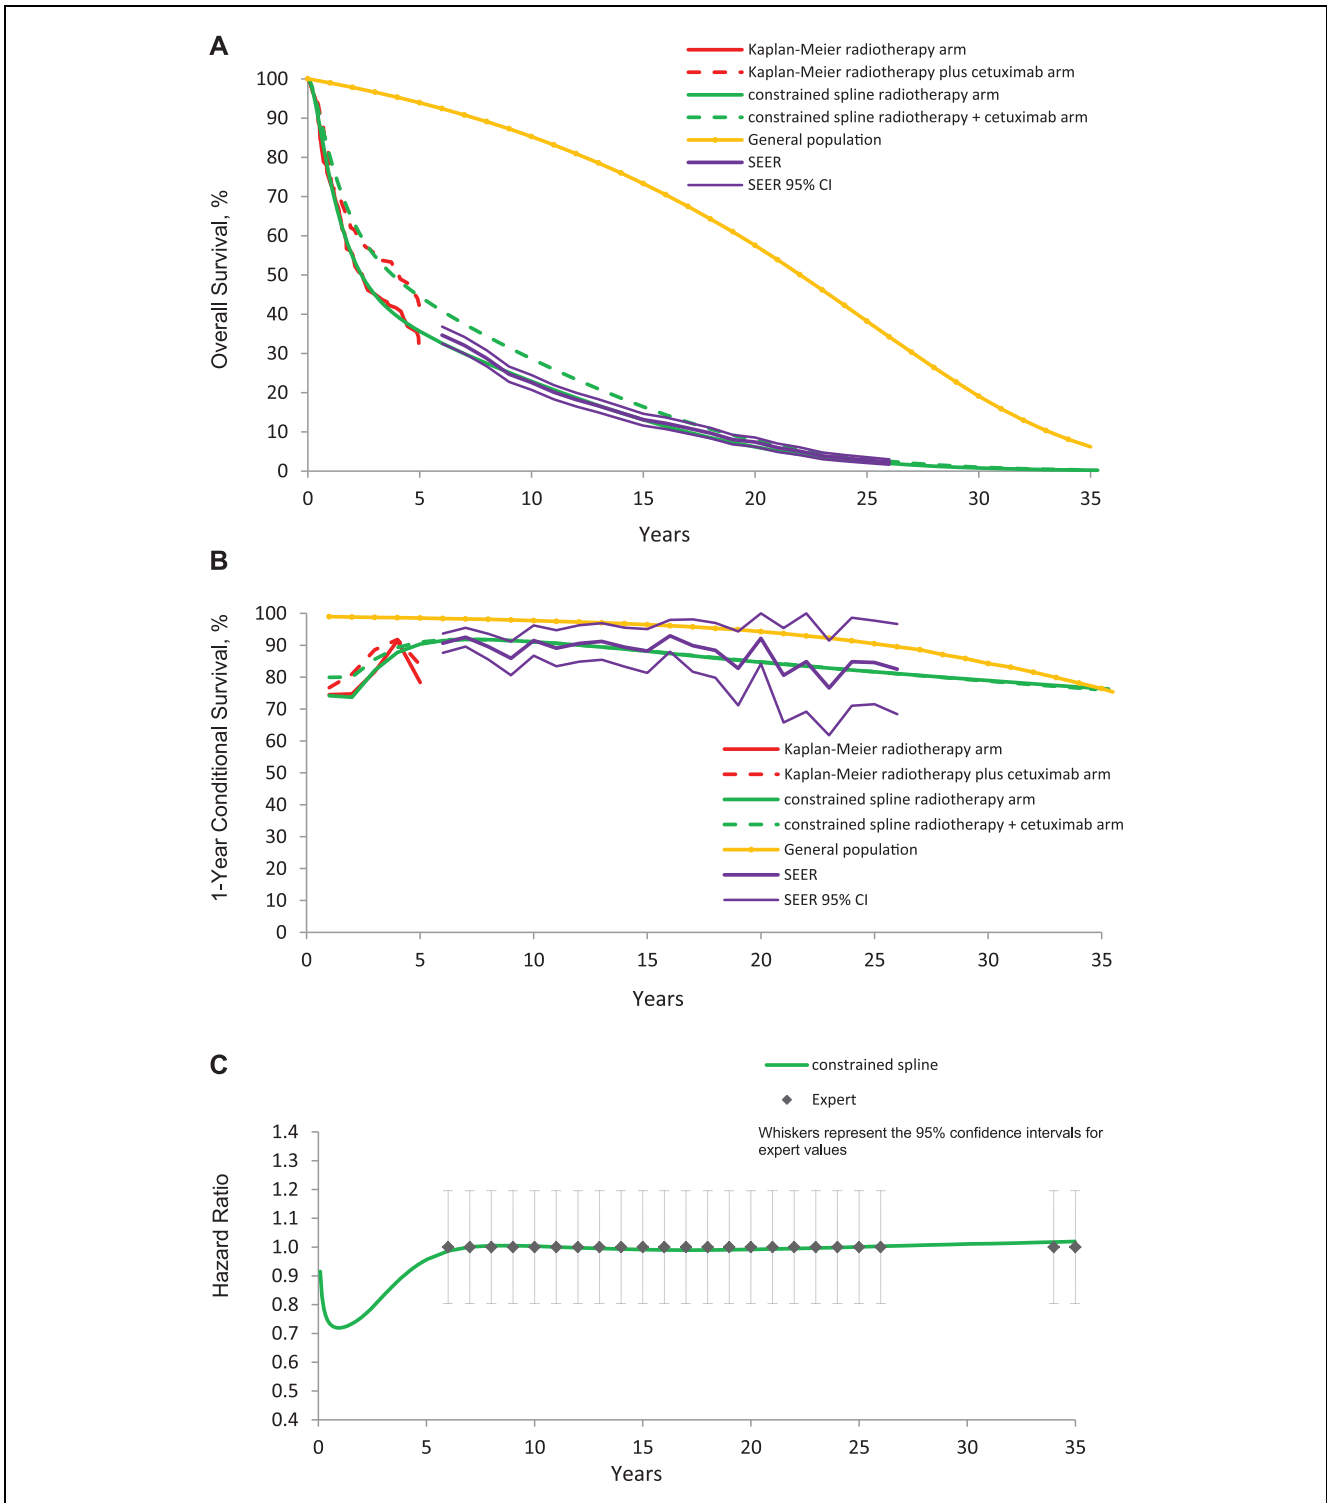 A
Kaplan-Meier radiotherapy arm
Kaplan-Meier radiotherapy plus cetuximab arm
constrained spline radiotherapy arm
constrained spline radiotherapy + cetuximab arm
General population
SEER
SEER 95% CI
Overall Survival, %
100
90
80
70
60
50
40
30
20
10
0
0 5 10 15 20 25 30 35
Years
B
1-Year Conditional Survival, %
100
90
80
70
60
50
40
30
20
10
0
Kaplan-Meier radiotherapy arm
Kaplan-Meier radiotherapy plus cetuximab arm
constrained spline radiotherapy arm
constrained spline radiotherapy + cetuximab arm
General population
SEER
SEER 95% CI
0 5 10 15 20 25 30 35
Years
C
constrained spline
Expert
Whiskers represent the 95% confidence intervals for
expert values
Hazard Ratio
1.4
1.3
1.2
1.1
1.0
0.9
0.8
0.7
0.6
0.5
0.4
0 5 10 15 20 25 30 35
Years